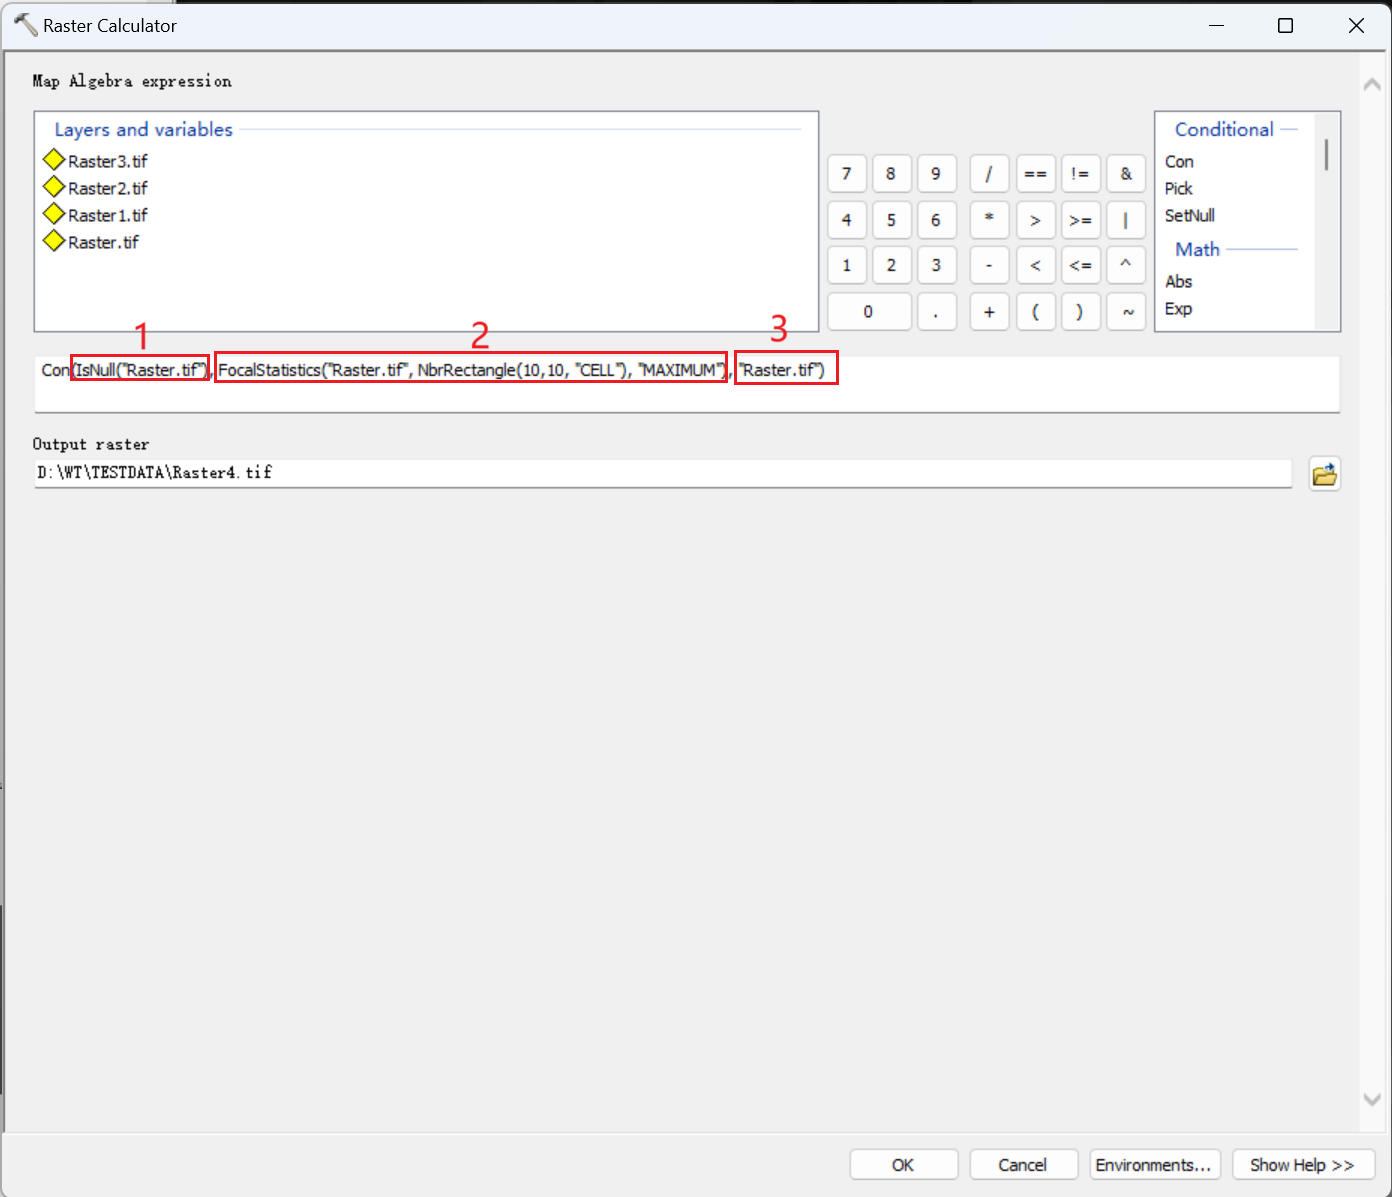 Raster Calculator
Map Algebra expression
Layers and variables
Raster3.tif
Raster2.tif
Raster1.tif
Raster.tif
7 8 9 / == != &
4 5 6 * > >= |
1 2 3 - < <= ^
0 . + ( ) ~
Conditional
Con
Pick
SetNull
Math
Abs
Exp
1 2 3
Con(IsNull("Raster.tif"), FocalStatistics("Raster.tif", NbrRectangle(10,10, "CELL"), "MAXIMUM"), "Raster.tif")
Output raster
D:\WT\TESTDATA\Raster4.tif
OK Cancel Environments... Show Help >>